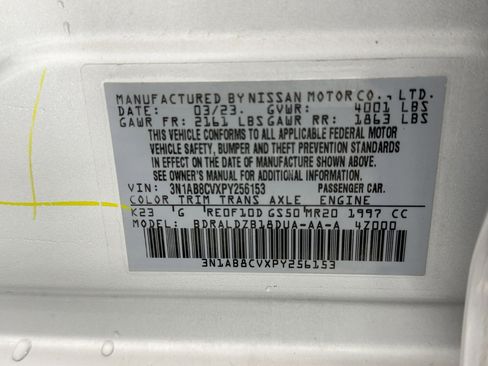 MANUFACTURED BY NISSAN MOTOR CO., LTD.
DATE: 03/23. GVWR: 4001 LBS
GAWR FR: 2161 LBS GAWR RR: 1863 LBS
THIS VEHICLE CONFORMS TO ALL APPLICABLE FEDERAL MOTOR
VEHICLE SAFETY, BUMPER AND THEFT PREVENTION STANDARDS
IN EFFECT ON THE DATE OF MANUFACTURE SHOWN ABOVE.
SEE OWNER'S MANUAL FOR ADDITIONAL INFORMATION.
VIN: 3N1AB8CVXPY256153 PASSENGER CAR.
COLOR TRIM TRANS AXLE ENGINE
K23 G RE0F10D GS50 MR20 1997 CC
MODEL: BDRALDZB18DUA-AA-A 4Z000
3N1AB8CVXPY256153